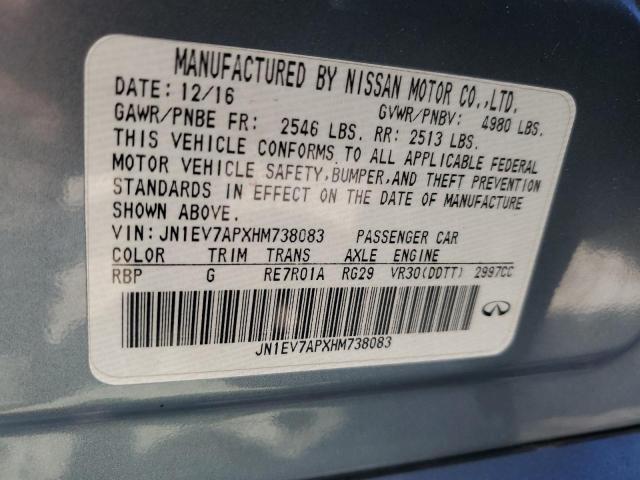 MANUFACTURED BY NISSAN MOTOR CO.,LTD.
DATE: 12/16 GVWR/PNBV: 4980 LBS.
GAWR/PNBE FR: 2546 LBS. RR: 2513 LBS.
THIS VEHICLE CONFORMS TO ALL APPLICABLE FEDERAL
MOTOR VEHICLE SAFETY,BUMPER,AND THEFT PREVENTION
STANDARDS IN EFFECT ON THE DATE OF MANUFACTURE
SHOWN ABOVE.
VIN:JN1EV7APXHM738083 PASSENGER CAR
COLOR TRIM TRANS AXLE ENGINE
RBP G RE7R01A RG29 VR30(DDTT) 2997CC
JN1EV7APXHM738083